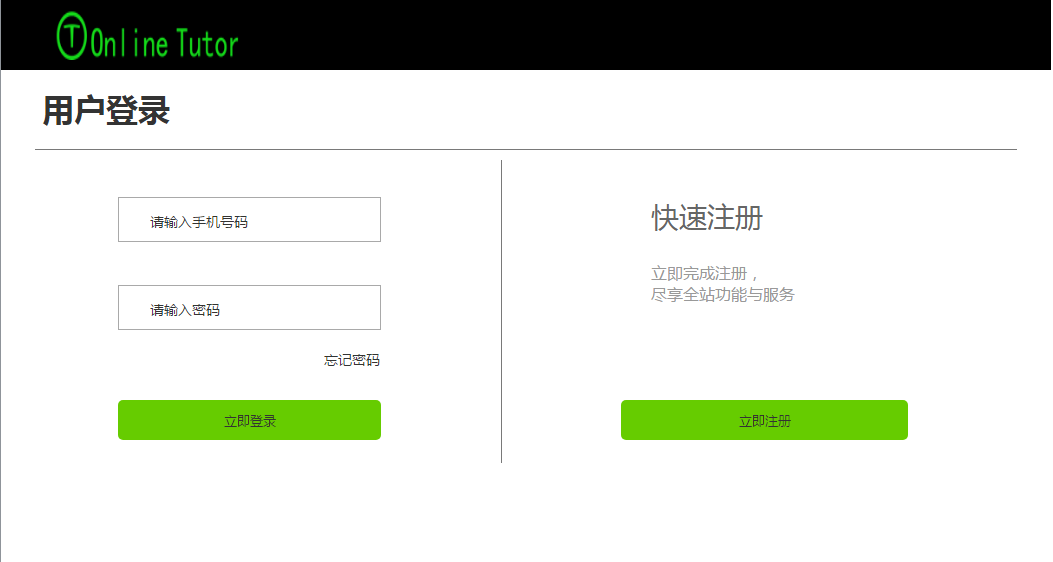 Online Tutor
用户登录
请输入手机号码
请输入密码
忘记密码
立即登录
快速注册
立即完成注册，
尽享全站功能与服务
立即注册